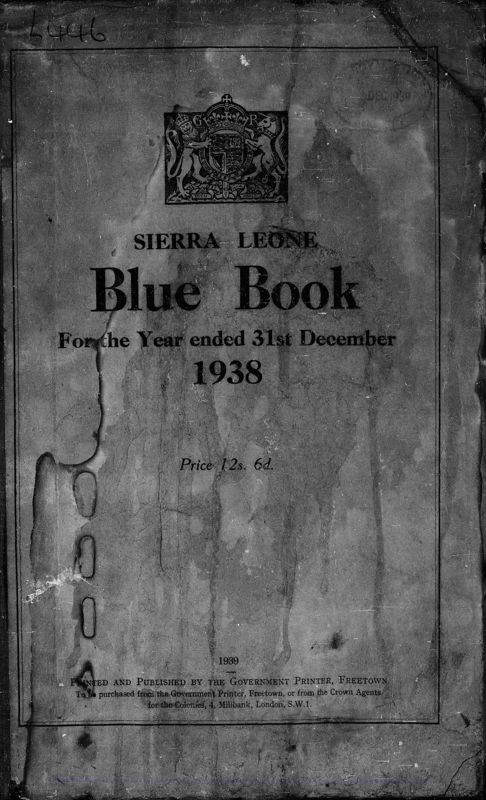 6446
G R
SIERRA LEONE
Blue Book
For the Year ended 31st December
1938
Price 12s. 6d.
1939
PRINTED AND PUBLISHED BY THE GOVERNMENT PRINTER, FREETOWN
To be purchased from the Government Printer, Freetown, or from the Crown Agents
for the Colonies, 4, Millbank, London, S.W.1.